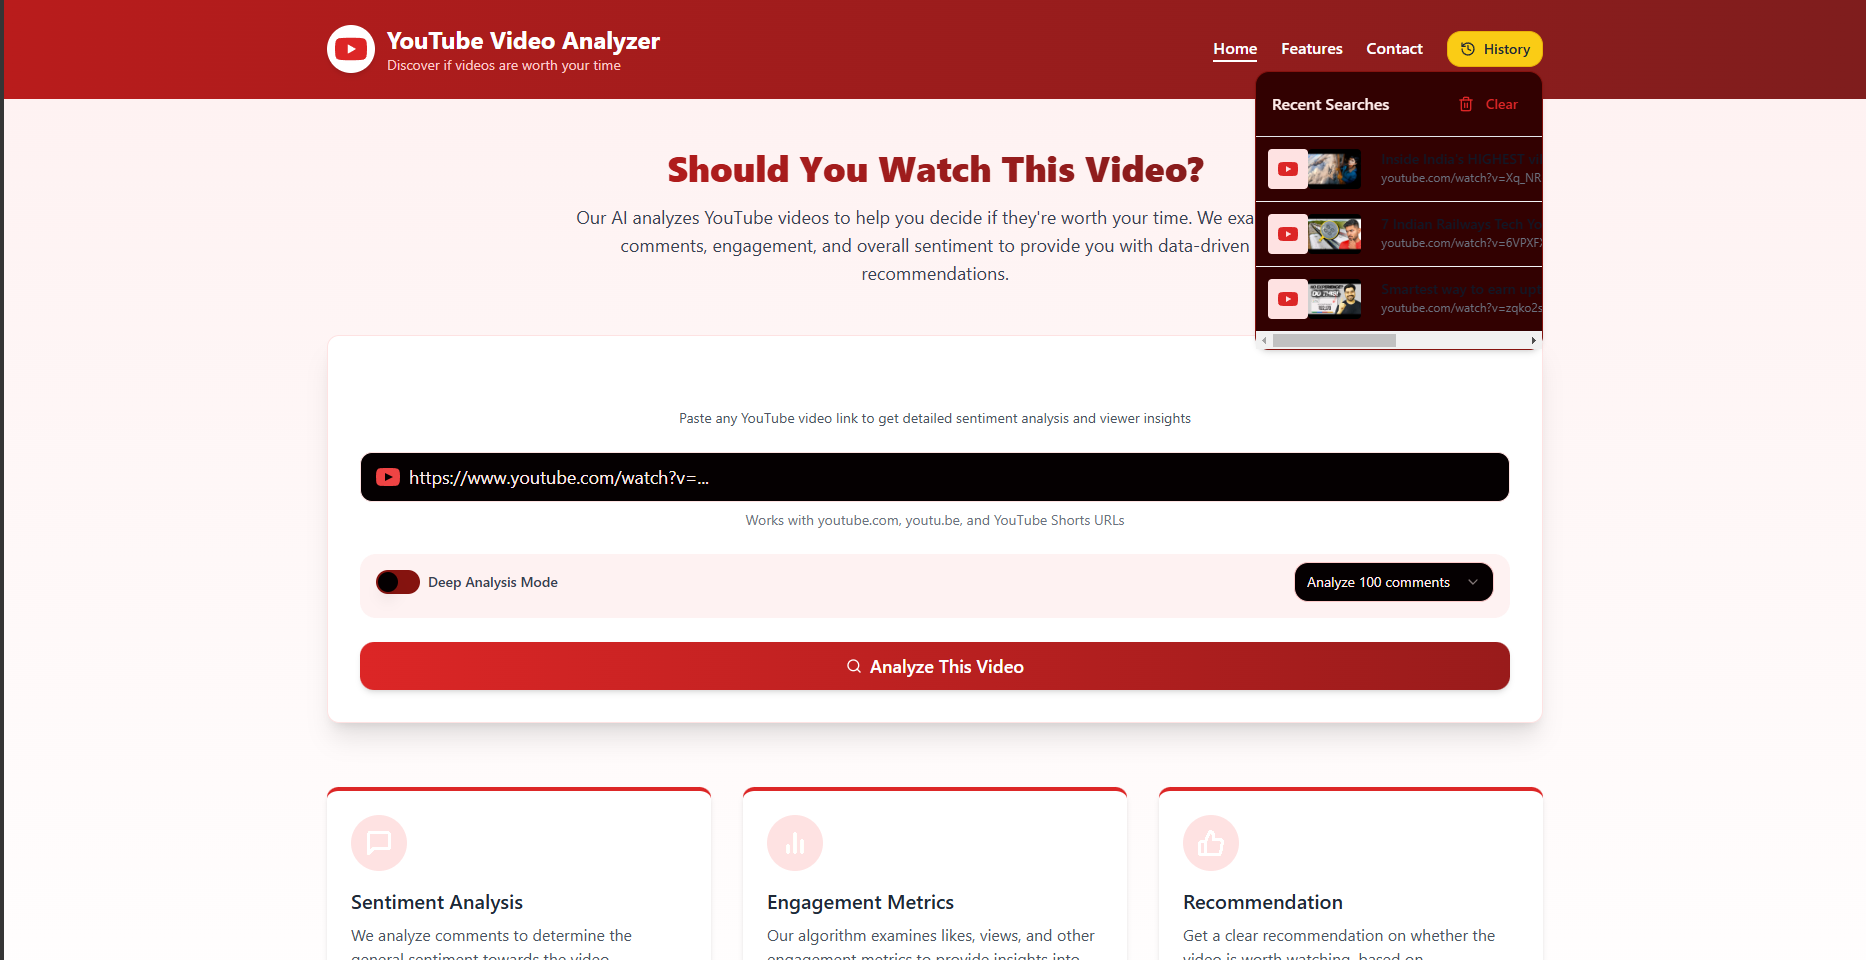 YouTube Video Analyzer
Discover if videos are worth your time
Home Features Contact History
Recent Searches Clear
Inside India's HIGHEST
youtube.com/watch?v=Xq_NR
7 Indian Railways Tech
youtube.com/watch?v=6VPXF
Smartest way to earn
youtube.com/watch?v=zqko2s
Should You Watch This Video?
Our AI analyzes YouTube videos to help you decide if they're worth your time. We exa
comments, engagement, and overall sentiment to provide you with data-driven
recommendations.
Paste any YouTube video link to get detailed sentiment analysis and viewer insights
https://www.youtube.com/watch?v=...
Works with youtube.com, youtu.be, and YouTube Shorts URLs
Deep Analysis Mode
Analyze 100 comments
Analyze This Video
Sentiment Analysis
We analyze comments to determine the
general sentiment towards the video
Engagement Metrics
Our algorithm examines likes, views, and other
engagement metrics to provide insights into
Recommendation
Get a clear recommendation on whether the
video is worth watching, based on